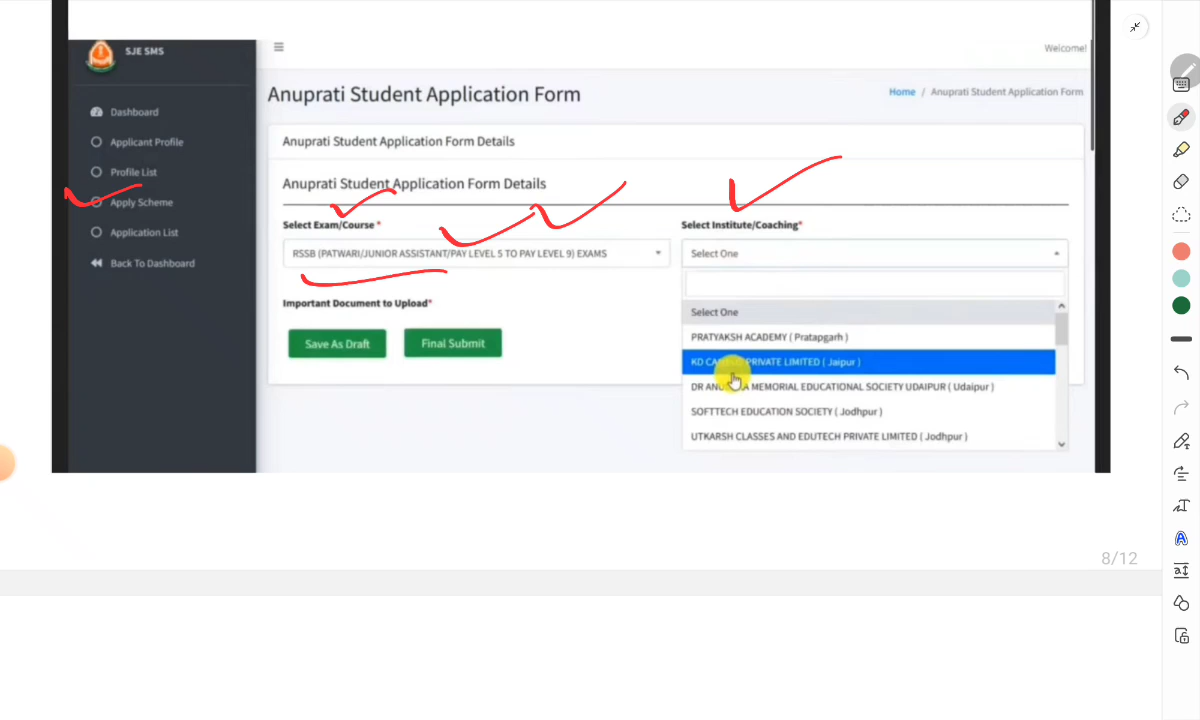 SJE SMS
Welcome!
Anuprati Student Application Form
Home / Anuprati Student Application Form
Dashboard
Applicant Profile
Profile List
Apply Scheme
Application List
Back To Dashboard
Anuprati Student Application Form Details
Anuprati Student Application Form Details
Select Exam/Course *
Select Institute/Coaching*
RSSB (PATWARI/JUNIOR ASSISTANT/PAY LEVEL 5 TO PAY LEVEL 9) EXAMS
Select One
Important Document to Upload*
Save As Draft
Final Submit
Select One
PRATYAKSH ACADEMY ( Pratapgarh )
KD PRIVATE LIMITED ( Jaipur )
DR MEMORIAL EDUCATIONAL SOCIETY UDAIPUR ( Udaipur )
SOFTTECH EDUCATION SOCIETY ( Jodhpur )
UTKARSH CLASSES AND EDUTECH PRIVATE LIMITED ( Jodhpur )
8/12